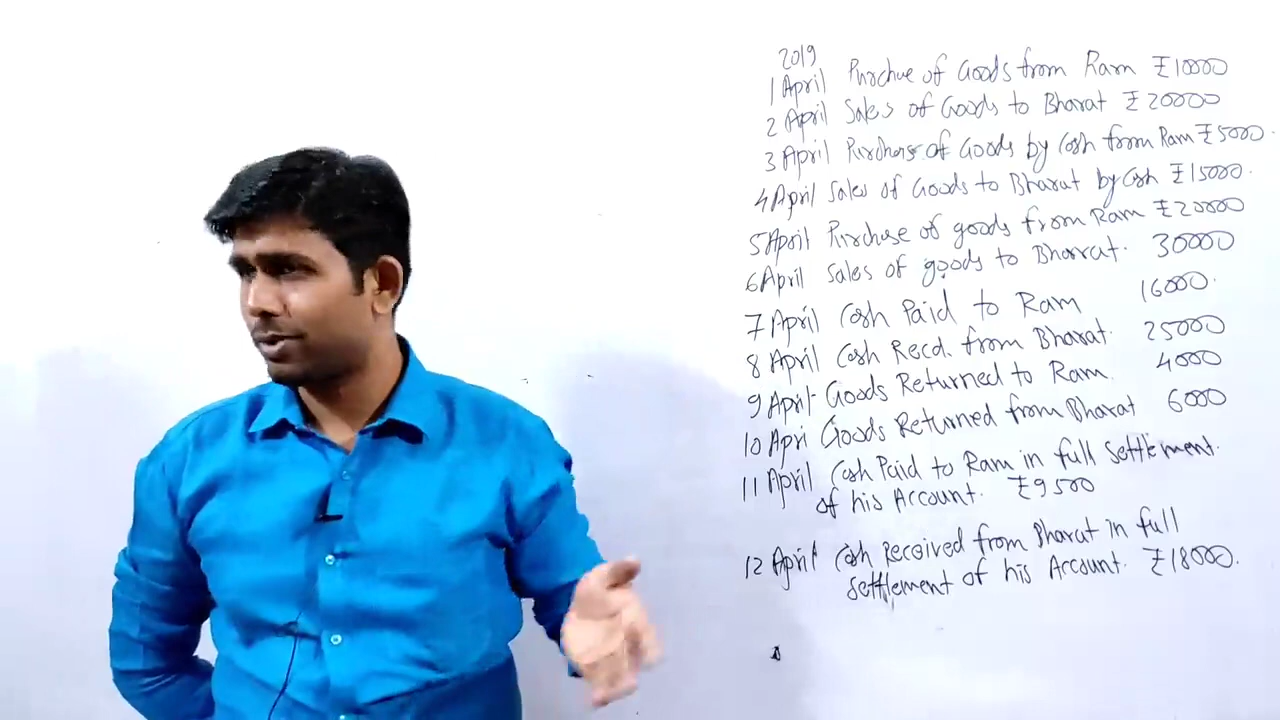 2019
1 April Purchase of Goods from Ram ₹10000
2 April Sales of Goods to Bharat ₹20000
3 April Purchase of Goods by Cash from Ram ₹5000
4 April Sales of Goods to Bharat by Cash ₹15000.
5 April Purchase of goods from Ram ₹20000
6 April Sales of goods to Bharat. 30000
7 April Cash Paid to Ram 16000.
8 April Cash Recd. from Bharat. 25000
9 April Goods Returned to Ram. 4000
10 Apri Goods Returned from Bharat 6000
11 April Cash Paid to Ram in full Settlement.
of his Account. ₹9500
12 April Cash Received from Bharat in full
settlement of his Account. ₹18000.